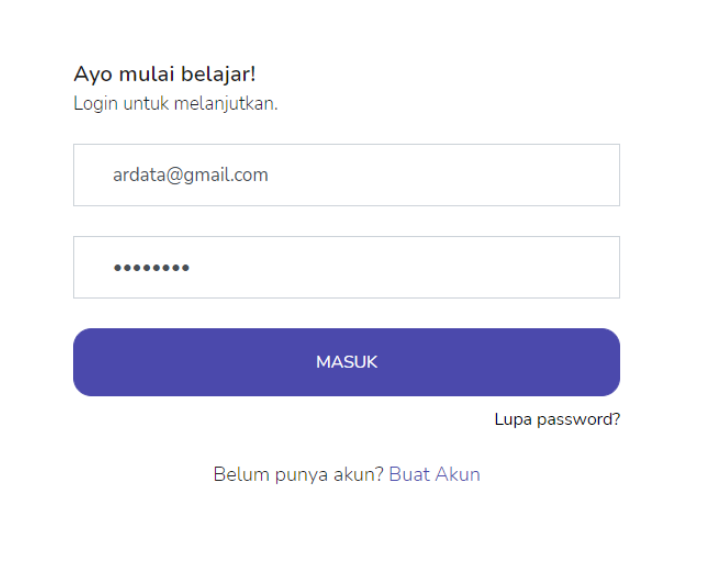 Ayo mulai belajar!
Login untuk melanjutkan.
ardata@gmail.com
••••••••
MASUK
Lupa password?
Belum punya akun? Buat Akun